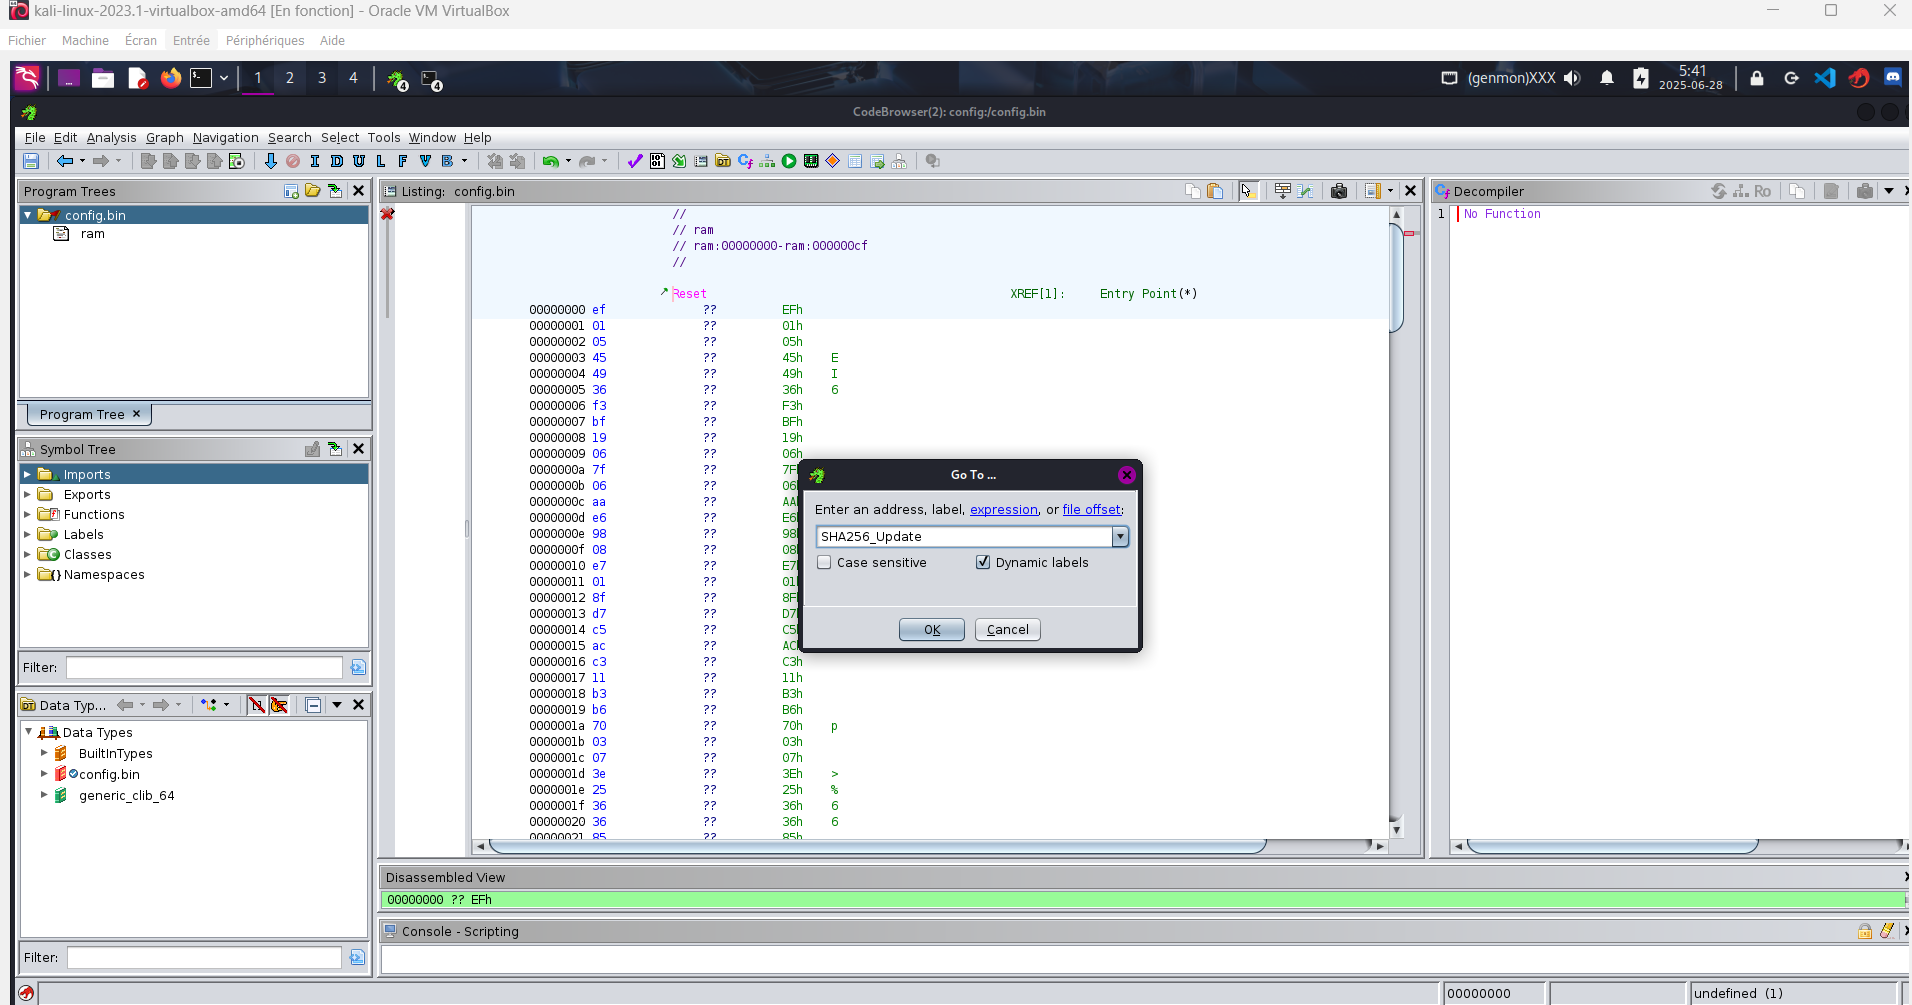 kali-linux-2023.1-virtualbox-amd64 [En fonction] - Oracle VM VirtualBox
Fichier Machine Écran Entrée Périphériques Aide
1 2 3 4 4 4 (genmon)XXX 5:41
2025-06-28
CodeBrowser(2): config:/config.bin
File Edit Analysis Graph Navigation Search Select Tools Window Help
I D U L F V B
Program Trees
config.bin
ram
Program Tree
Symbol Tree
Imports
Exports
Functions
Labels
Classes
Namespaces
Filter:
Data Typ...
Data Types
BuiltInTypes
config.bin
generic_clib_64
Filter:
Listing: config.bin
//
// ram
// ram:00000000-ram:000000cf
//
Reset XREF[1]: Entry Point(*)
00000000 ef ?? EFh
00000001 01 ?? 01h
00000002 05 ?? 05h
00000003 45 ?? 45h E
00000004 49 ?? 49h I
00000005 36 ?? 36h 6
00000006 f3 ?? F3h
00000007 bf ?? BFh
00000008 19 ?? 19h
00000009 06 ?? 06h
0000000a 7f ?? 7F
0000000b 06 ?? 06
0000000c aa ?? AA
0000000d e6 ?? E6
0000000e 98 ?? 98
0000000f 08 ?? 08
00000010 e7 ?? E7
00000011 01 ?? 01
00000012 8f ?? 8F
00000013 d7 ?? D7
00000014 c5 ?? C5
00000015 ac ?? AC
00000016 c3 ?? C3h
00000017 11 ?? 11h
00000018 b3 ?? B3h
00000019 b6 ?? B6h
0000001a 70 ?? 70h p
0000001b 03 ?? 03h
0000001c 07 ?? 07h
0000001d 3e ?? 3Eh >
0000001e 25 ?? 25h %
0000001f 36 ?? 36h 6
00000020 36 ?? 36h 6
00000021 85 ?? 85h
Go To ...
Enter an address, label, expression, or file offset:
SHA256_Update
Case sensitive Dynamic labels
OK Cancel
Decompiler Ro
1 No Function
Disassembled View
00000000 ?? EFh
Console - Scripting
00000000 undefined (1)